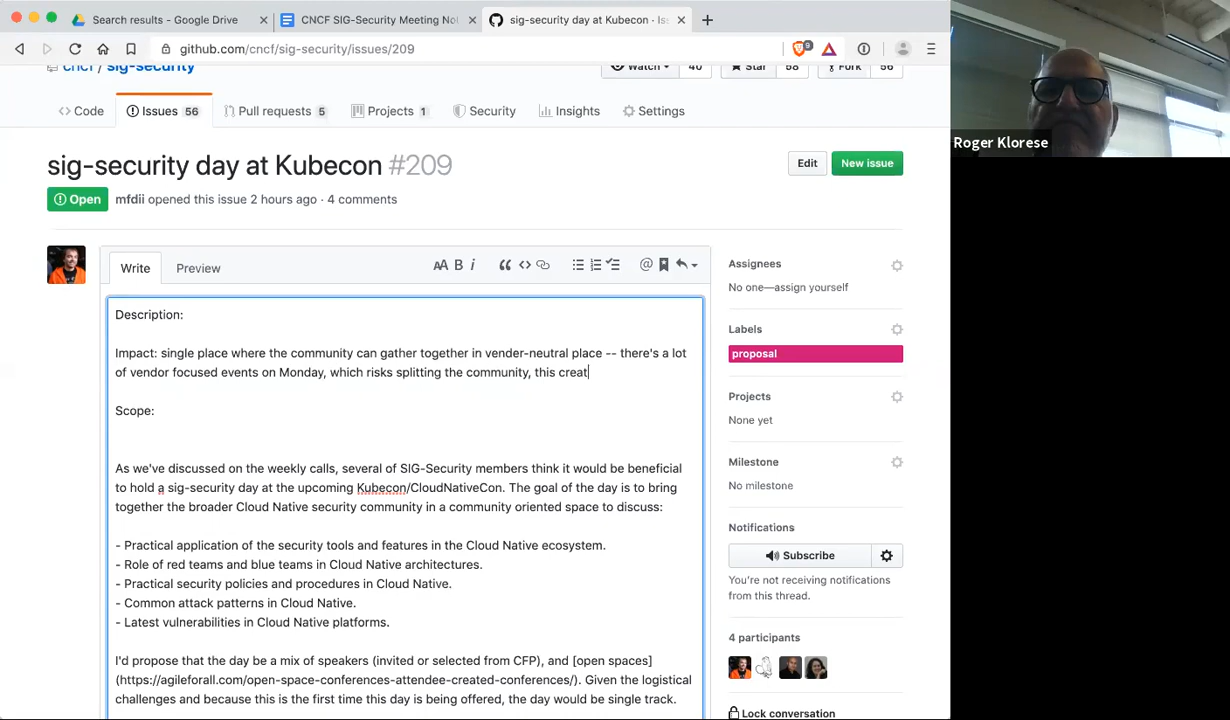 Search results - Google Drive
CNCF SIG-Security Meeting No
sig-security day at Kubecon · Iss
github.com/cncf/sig-security/issues/209
9
cncf / sig-security
Watch 40
Star 58
Fork 56
Code
Issues 56
Pull requests 5
Projects 1
Security
Insights
Settings
sig-security day at Kubecon #209
Edit
New issue
Open
mfdii opened this issue 2 hours ago · 4 comments
Write
Preview
Description:
Impact: single place where the community can gather together in vender-neutral place -- there's a lot
of vendor focused events on Monday, which risks splitting the community, this creat
Scope:
As we've discussed on the weekly calls, several of SIG-Security members think it would be beneficial
to hold a sig-security day at the upcoming Kubecon/CloudNativeCon. The goal of the day is to bring
together the broader Cloud Native security community in a community oriented space to discuss:
- Practical application of the security tools and features in the Cloud Native ecosystem.
- Role of red teams and blue teams in Cloud Native architectures.
- Practical security policies and procedures in Cloud Native.
- Common attack patterns in Cloud Native.
- Latest vulnerabilities in Cloud Native platforms.
I'd propose that the day be a mix of speakers (invited or selected from CFP), and [open spaces]
(https://agileforall.com/open-space-conferences-attendee-created-conferences/). Given the logistical
challenges and because this is the first time this day is being offered, the day would be single track.
Assignees
No one—assign yourself
Labels
proposal
Projects
None yet
Milestone
No milestone
Notifications
Subscribe
You're not receiving notifications
from this thread.
4 participants
Lock conversation
Roger Klorese